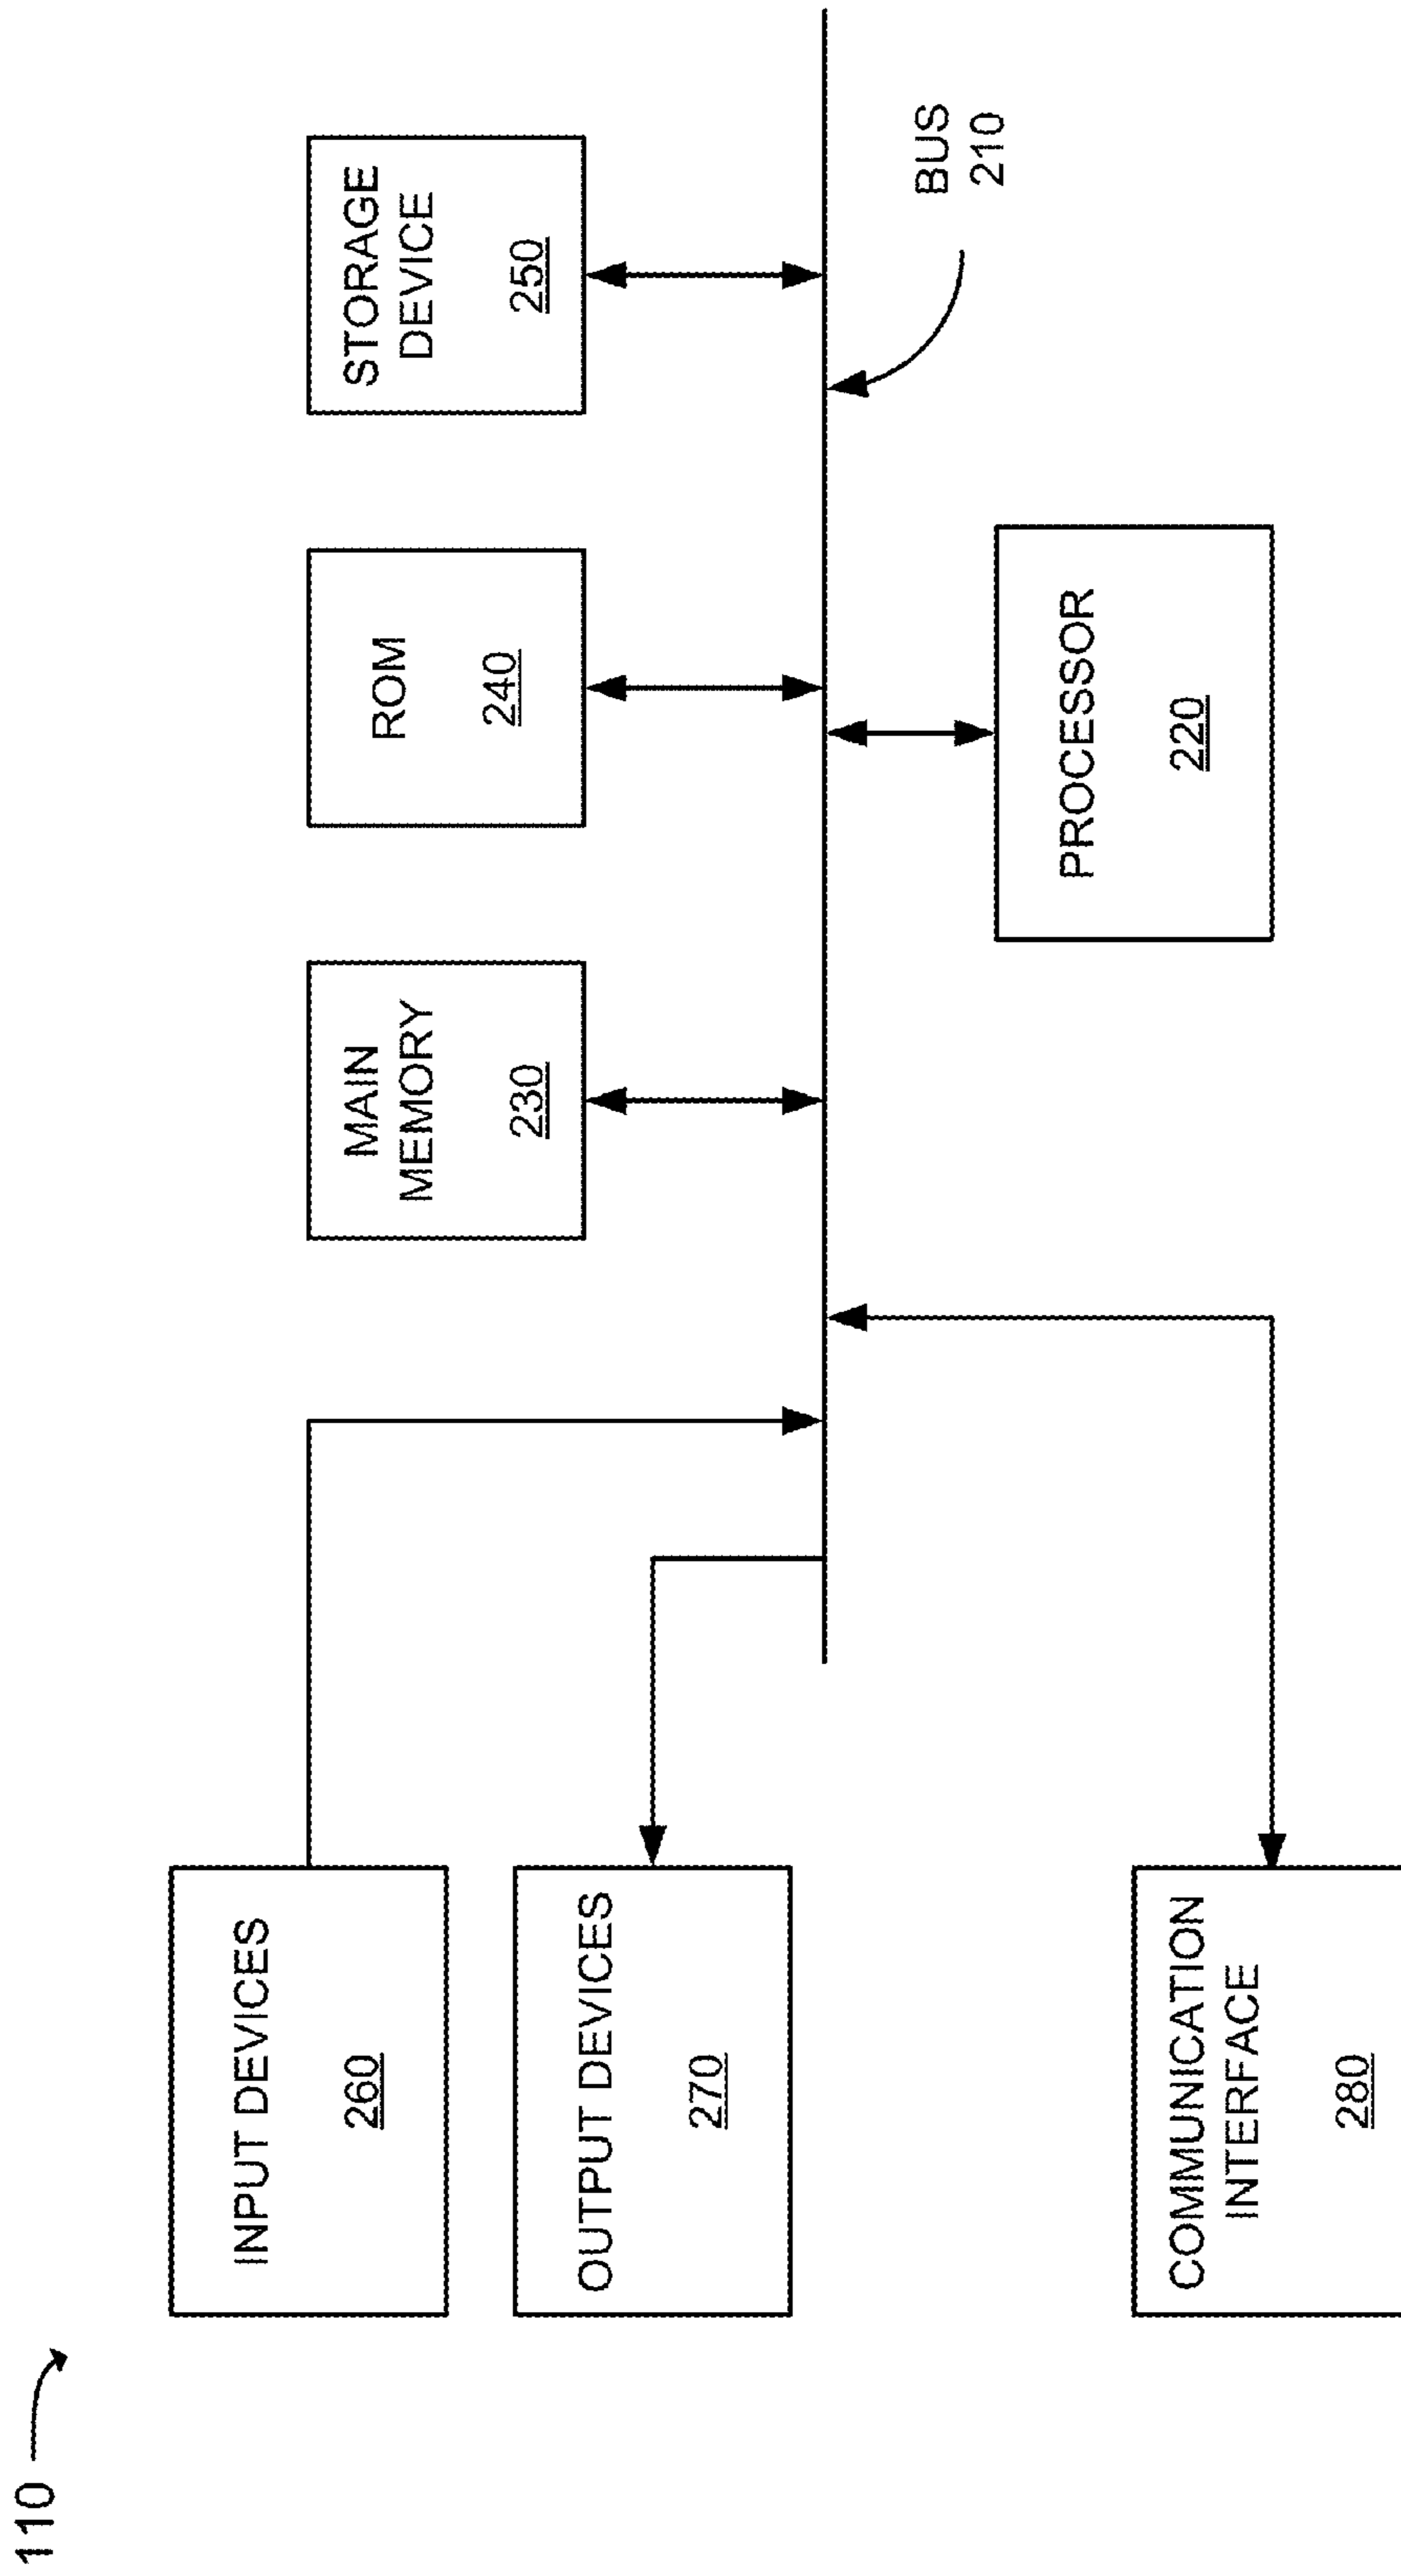 110
INPUT DEVICES
260
OUTPUT DEVICES
270
COMMUNICATION
INTERFACE
280
MAIN
MEMORY
230
ROM
240
STORAGE
DEVICE
250
PROCESSOR
220
BUS
210